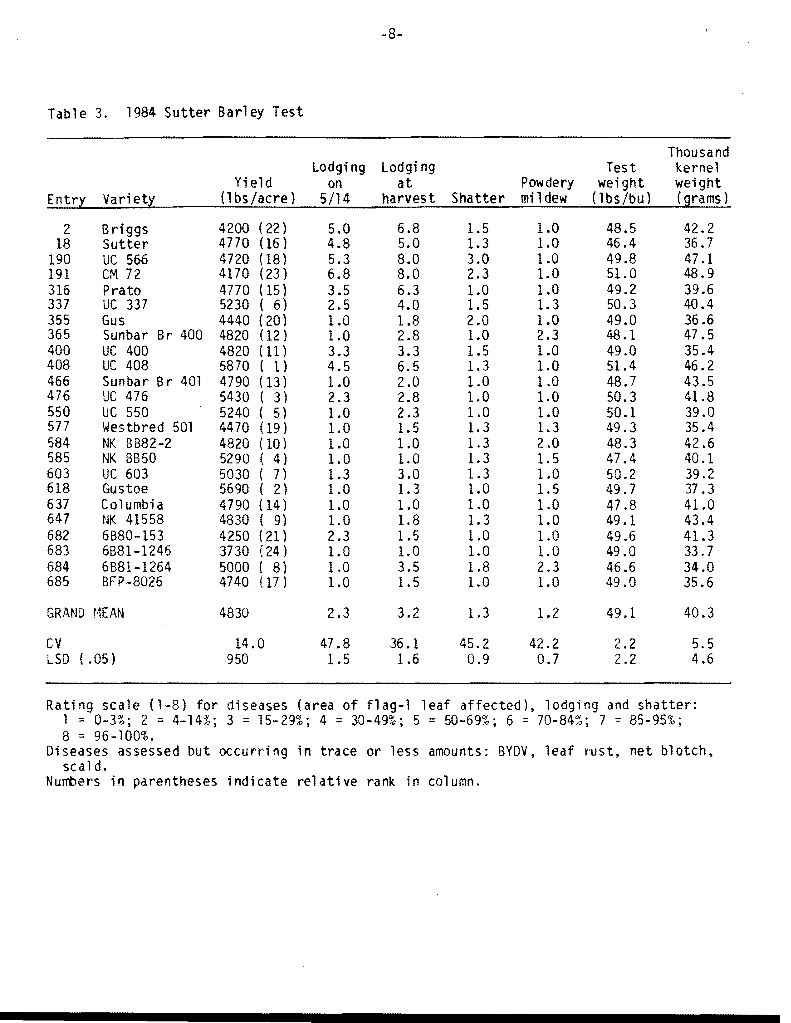 -8-
Table 3. 1984 Sutter Barley Test
Thousand
Lodging Lodging Test kernel
Yield on at Powdery weight weight
Entry Variety (lbs/acre) 5/14 harvest Shatter mildew (lbs/bu) (grams)
2 Briggs 4200 (22) 5.0 6.8 1.5 1.0 48.5 42.2
18 Sutter 4770 (16) 4.8 5.0 1.3 1.0 46.4 36.7
190 UC 566 4720 (18) 5.3 8.0 3.0 1.0 49.8 47.1
191 CM 72 4170 (23) 6.8 8.0 2.3 1.0 51.0 48.9
316 Prato 4770 (15) 3.5 6.3 1.0 1.0 49.2 39.6
337 UC 337 5230 ( 6) 2.5 4.0 1.5 1.3 50.3 40.4
355 Gus 4440 (20) 1.0 1.8 2.0 1.0 49.0 36.6
365 Sunbar Br 400 4820 (12) 1.0 2.8 1.0 2.3 48.1 47.5
400 UC 400 4820 (11) 3.3 3.3 1.5 1.0 49.0 35.4
408 UC 408 5870 ( 1) 4.5 6.5 1.3 1.0 51.4 46.2
466 Sunbar Br 401 4790 (13) 1.0 2.0 1.0 1.0 48.7 43.5
476 UC 476 5430 ( 3) 2.3 2.8 1.0 1.0 50.3 41.8
550 UC 550 5240 ( 5) 1.0 2.3 1.0 1.0 50.1 39.0
577 Westbred 501 4470 (19) 1.0 1.5 1.3 1.3 49.3 35.4
584 NK BB82-2 4820 (10) 1.0 1.0 1.3 2.0 48.3 42.6
585 NK BB50 5290 ( 4) 1.0 1.0 1.3 1.5 47.4 40.1
603 UC 603 5030 ( 7) 1.3 3.0 1.3 1.0 50.2 39.2
618 Gustoe 5690 ( 2) 1.0 1.3 1.0 1.5 49.7 37.3
637 Columbia 4790 (14) 1.0 1.0 1.0 1.0 47.8 41.0
647 NK 41558 4830 ( 9) 1.0 1.8 1.3 1.0 49.1 43.4
682 6B80-153 4250 (21) 2.3 1.5 1.0 1.0 49.6 41.3
683 6B81-1246 3730 (24) 1.0 1.0 1.0 1.0 49.0 33.7
684 6B81-1264 5000 ( 8) 1.0 3.5 1.8 2.3 46.6 34.0
685 BFP-8026 4740 (17) 1.0 1.5 1.0 1.0 49.0 35.6
GRAND MEAN 4830 2.3 3.2 1.3 1.2 49.1 40.3
CV 14.0 47.8 36.1 45.2 42.2 2.2 5.5
LSD (.05) 950 1.5 1.6 0.9 0.7 2.2 4.6
Rating scale (1-8) for diseases (area of flag-1 leaf affected), lodging and shatter:
1 = 0-3%; 2 = 4-14%; 3 = 15-29%; 4 = 30-49%; 5 = 50-69%; 6 = 70-84%; 7 = 85-95%;
8 = 96-100%.
Diseases assessed but occurring in trace or less amounts: BYDV, leaf rust, net blotch,
scald.
Numbers in parentheses indicate relative rank in column.